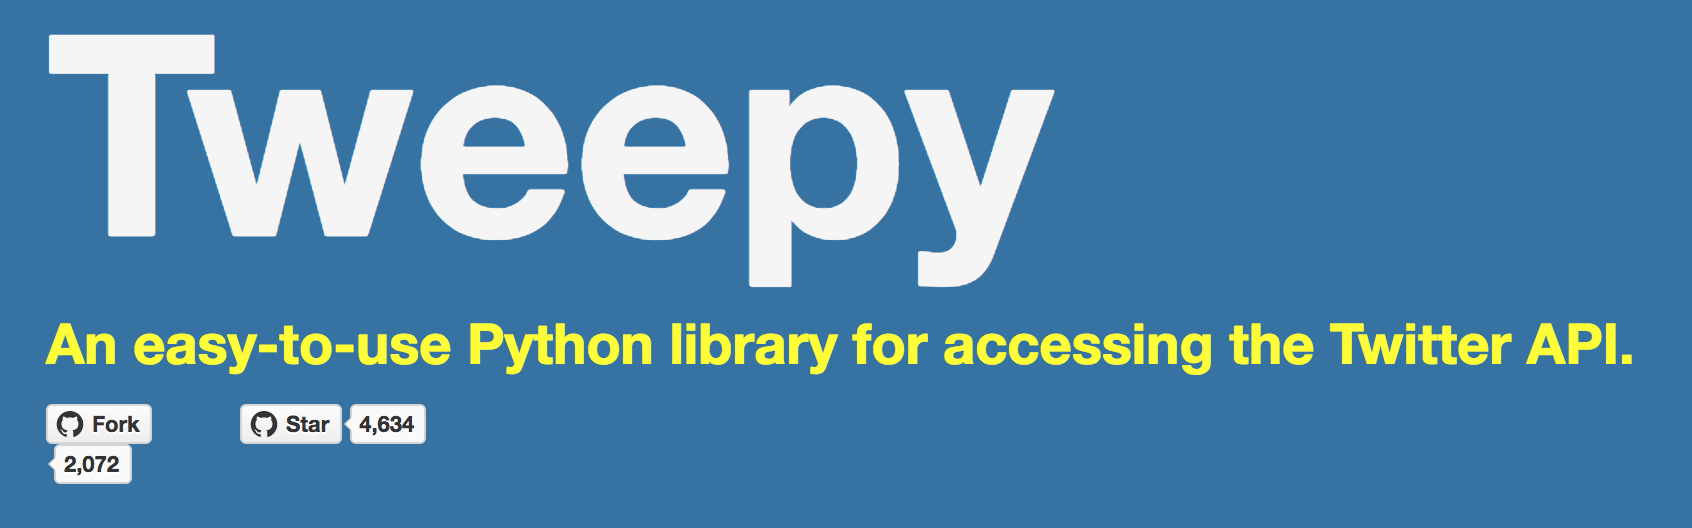 Tweepy
An easy-to-use Python library for accessing the Twitter API.
Fork Star 4,634
2,072